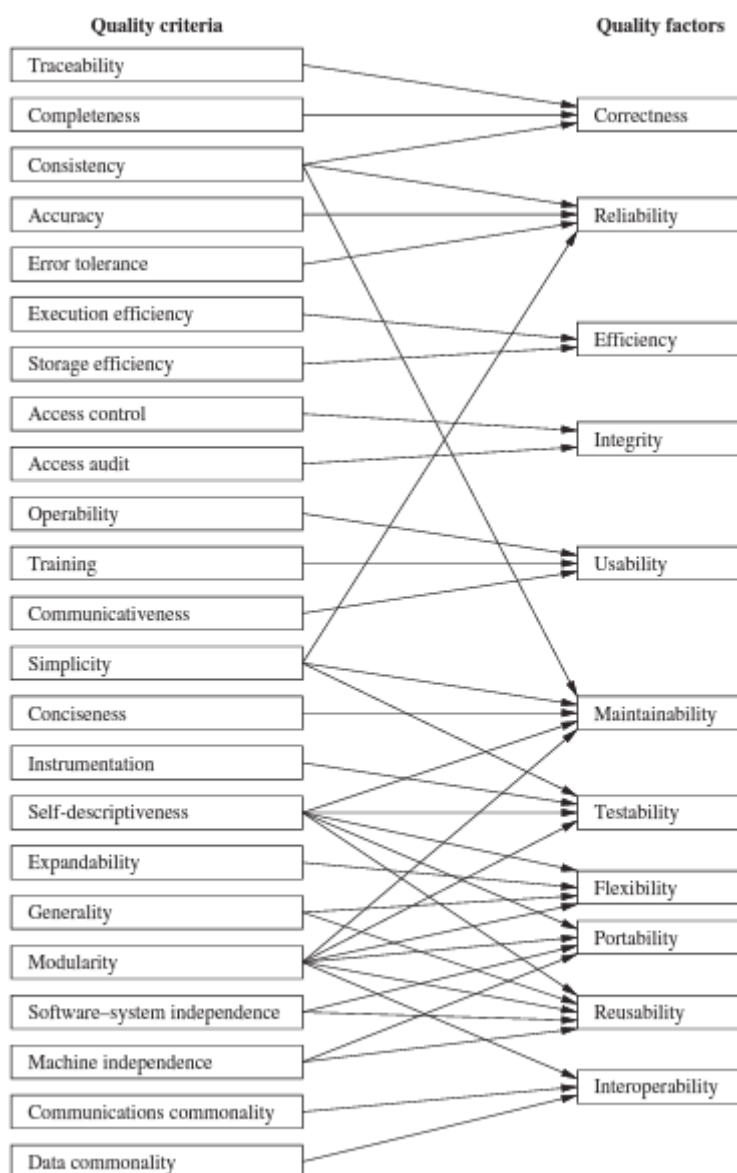 Quality criteria
Quality factors
Traceability
Completeness
Consistency
Accuracy
Error tolerance
Execution efficiency
Storage efficiency
Access control
Access audit
Operability
Training
Communicativeness
Simplicity
Conciseness
Instrumentation
Self-descriptiveness
Expandability
Generality
Modularity
Software–system independence
Machine independence
Communications commonality
Data commonality
Correctness
Reliability
Efficiency
Integrity
Usability
Maintainability
Testability
Flexibility
Portability
Reusability
Interoperability